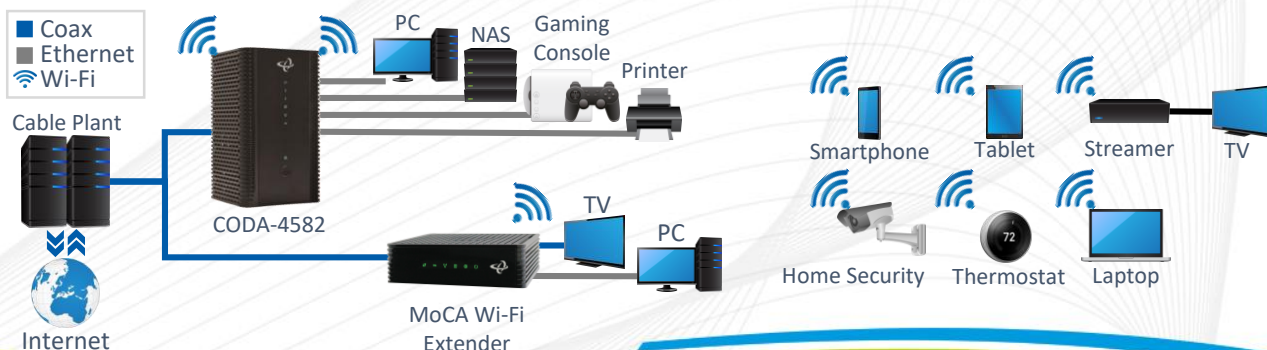 Coax
Ethernet
Wi-Fi
Cable Plant
Internet
CODA-4582
PC
NAS
Gaming
Console
Printer
MoCA Wi-Fi
Extender
TV
PC
Smartphone
Tablet
Streamer
TV
Home Security
72
Thermostat
Laptop